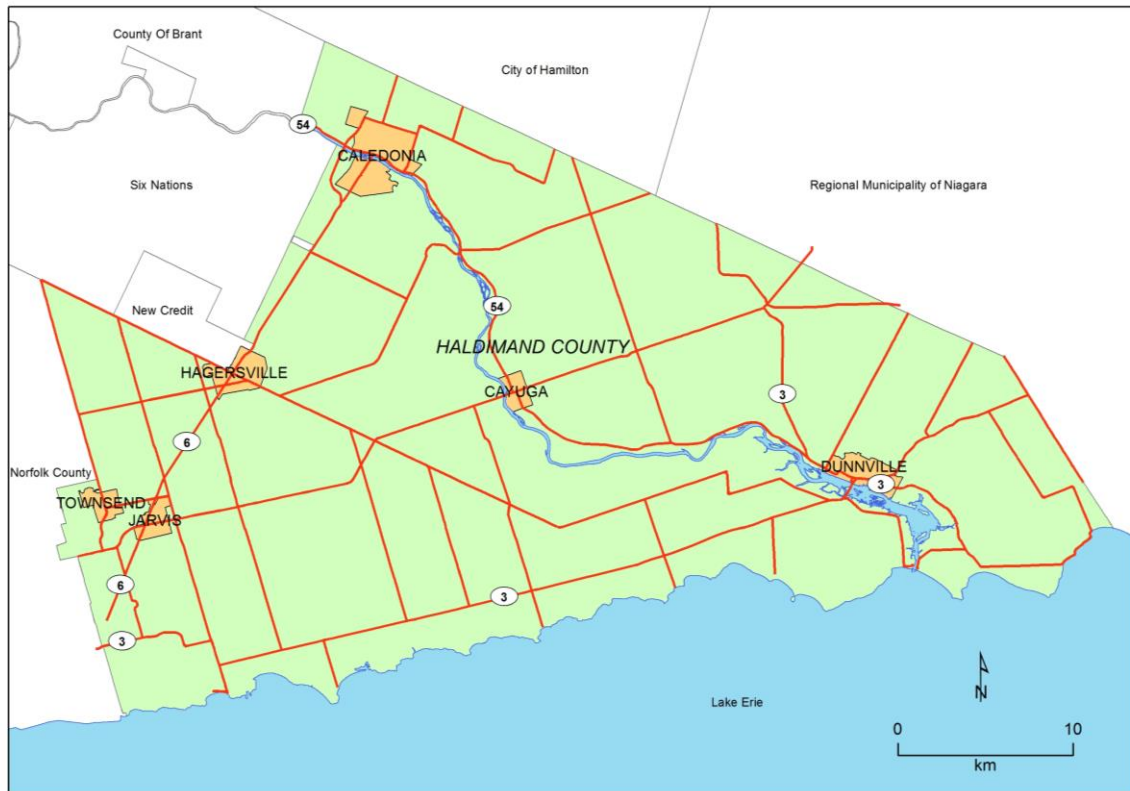 County Of Brant
City of Hamilton
54
CALEDONIA
Six Nations
Regional Municipality of Niagara
New Credit
54
HALDIMAND COUNTY
HAGERSVILLE
CAYUGA
3
6
Norfolk County
DUNNVILLE
3
TOWNSEND
JARVIS
6
3
3
N
Lake Erie
0 10
km